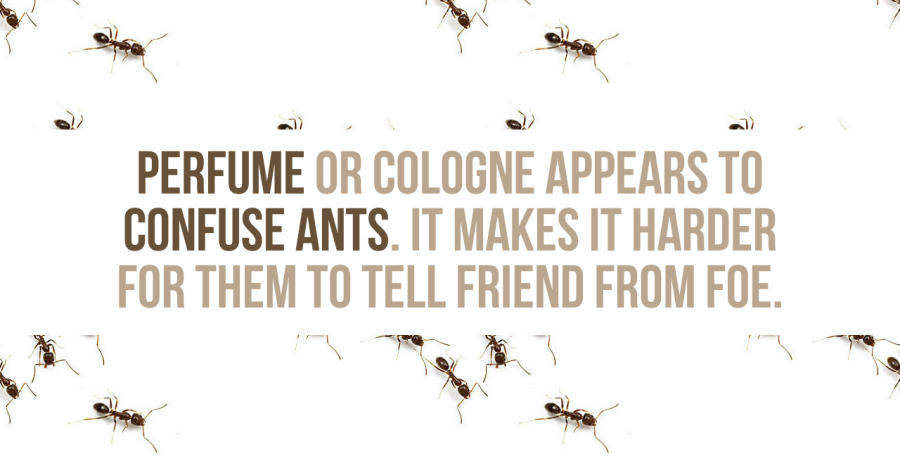 PERFUME OR COLOGNE APPEARS TO
CONFUSE ANTS. IT MAKES IT HARDER
FOR THEM TO TELL FRIEND FROM FOE.